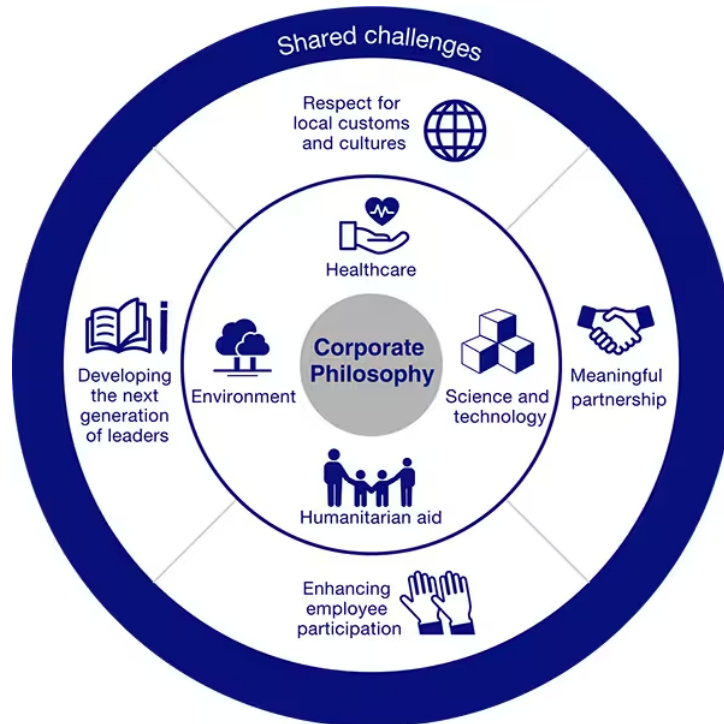 Shared challenges
Respect for
local customs
and cultures
Healthcare
Developing
the next
generation
of leaders
Environment
Corporate
Philosophy
Science and
technology
Meaningful
partnership
Humanitarian aid
Enhancing
employee
participation